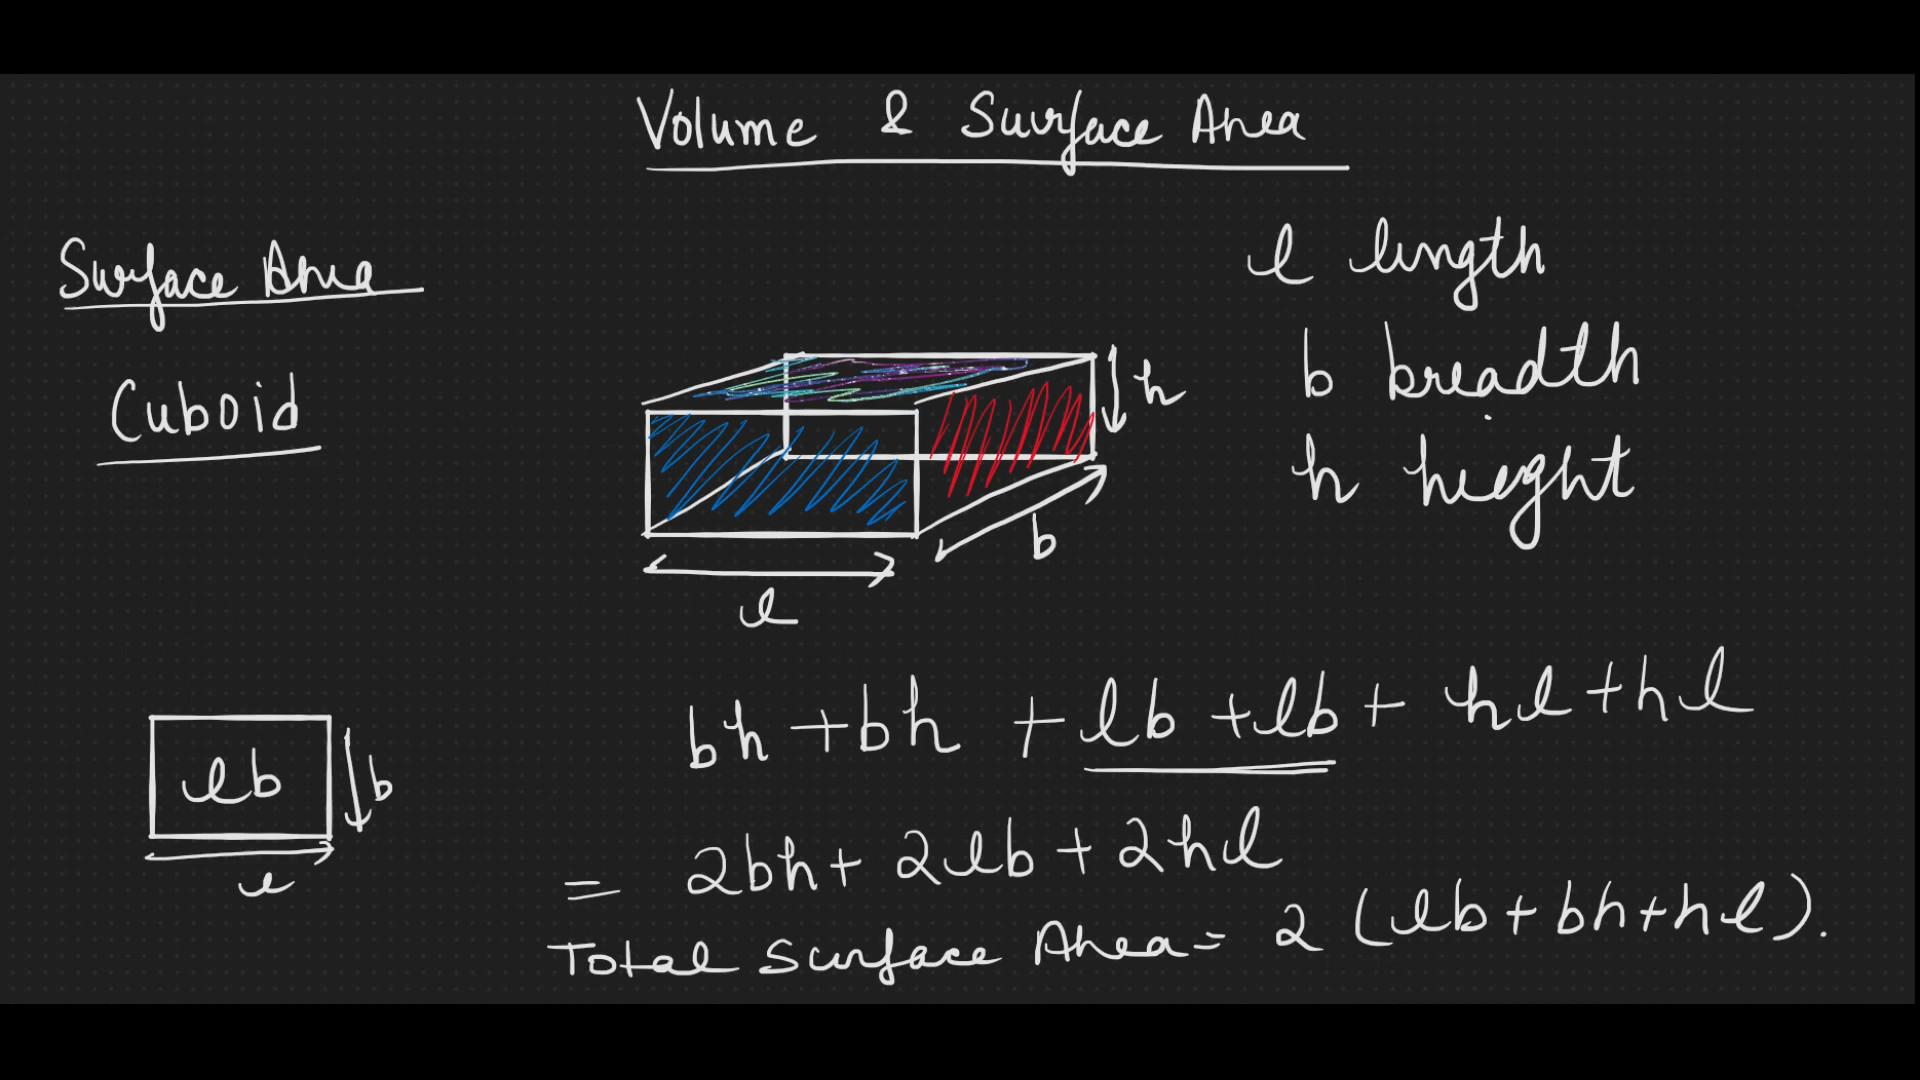 Volume & Surface Area
Surface Area
Cuboid
l length
b breadth
h hieght
h
b
l
lb
b
l
bh + bh + lb + lb + hl + hl
= 2bh + 2lb + 2hl
Total Surface Area = 2 (lb + bh + hl).